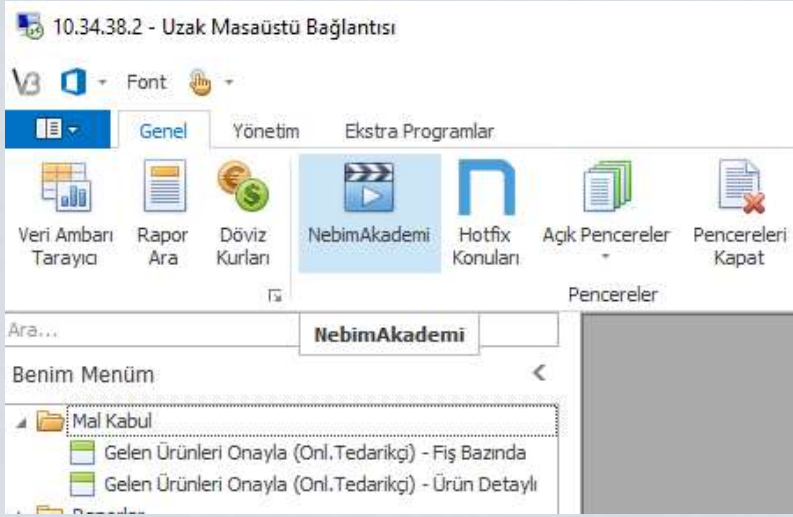 10.34.38.2 - Uzak Masaüstü Bağlantısı
V3 Font
Genel Yönetim Ekstra Programlar
Veri Ambarı Tarayıcı
Rapor Ara
Döviz Kurları
NebimAkademi
Hotfix Konuları
Açık Pencereler
Pencereleri Kapat
Pencereler
Ara...
NebimAkademi
Benim Menüm
Mal Kabul
Gelen Ürünleri Onayla (Onl.Tedarikçi) - Fiş Bazında
Gelen Ürünleri Onayla (Onl.Tedarikçi) - Ürün Detaylı